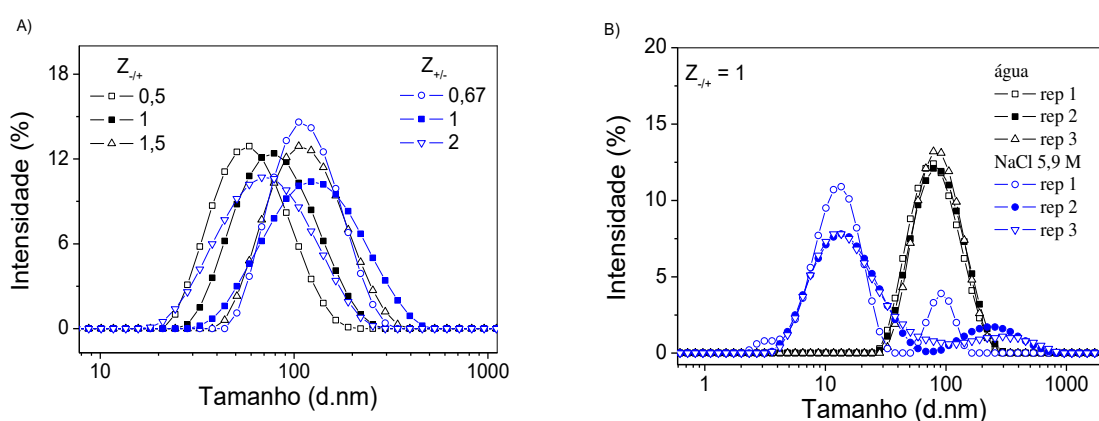 A)
Z-/+
0,5
1
1,5
Z+/-
0,67
1
2
18
12
6
0
Intensidade (%)
10
100
1000
Tamanho (d.nm)
B)
Z-/+ = 1
água
rep 1
rep 2
rep 3
NaCl 5,9 M
rep 1
rep 2
rep 3
20
15
10
5
0
Intensidade (%)
1
10
100
1000
Tamanho (d.nm)